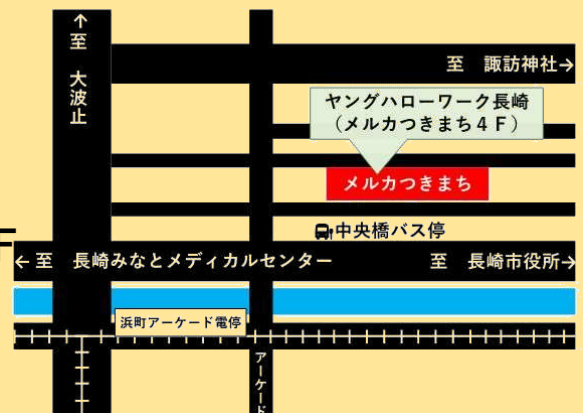 ↑至 大波止
至 諏訪神社→
ヤングハローワーク長崎
(メルカつきまち4F)
メルカつきまち
中央橋バス停
←至 長崎みなとメディカルセンター
至 長崎市役所→
浜町アーケード電停
アーケード